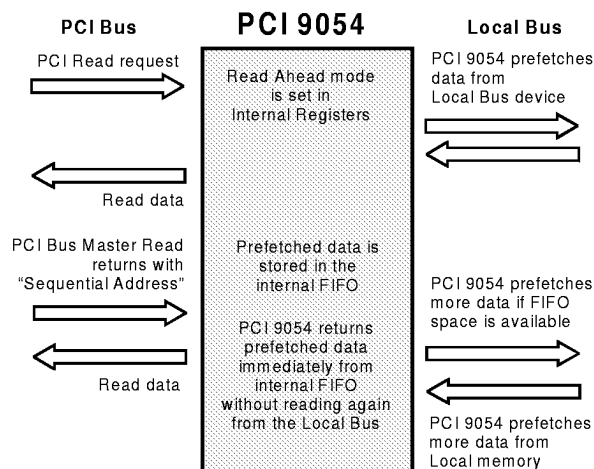 PCI Bus
PCI 9054
Local Bus
PCI Read request
Read Ahead mode
is set in
Internal Registers
PCI 9054 prefetches
data from
Local Bus device
Read data
PCI Bus Master Read
returns with
“Sequential Address”
Prefetched data is
stored in the
internal FIFO
PCI 9054 prefetches
more data if FIFO
space is available
PCI 9054 returns
prefetched data
immediately from
internal FIFO
without reading again
from the Local Bus
Read data
PCI 9054 prefetches
more data from
Local memory